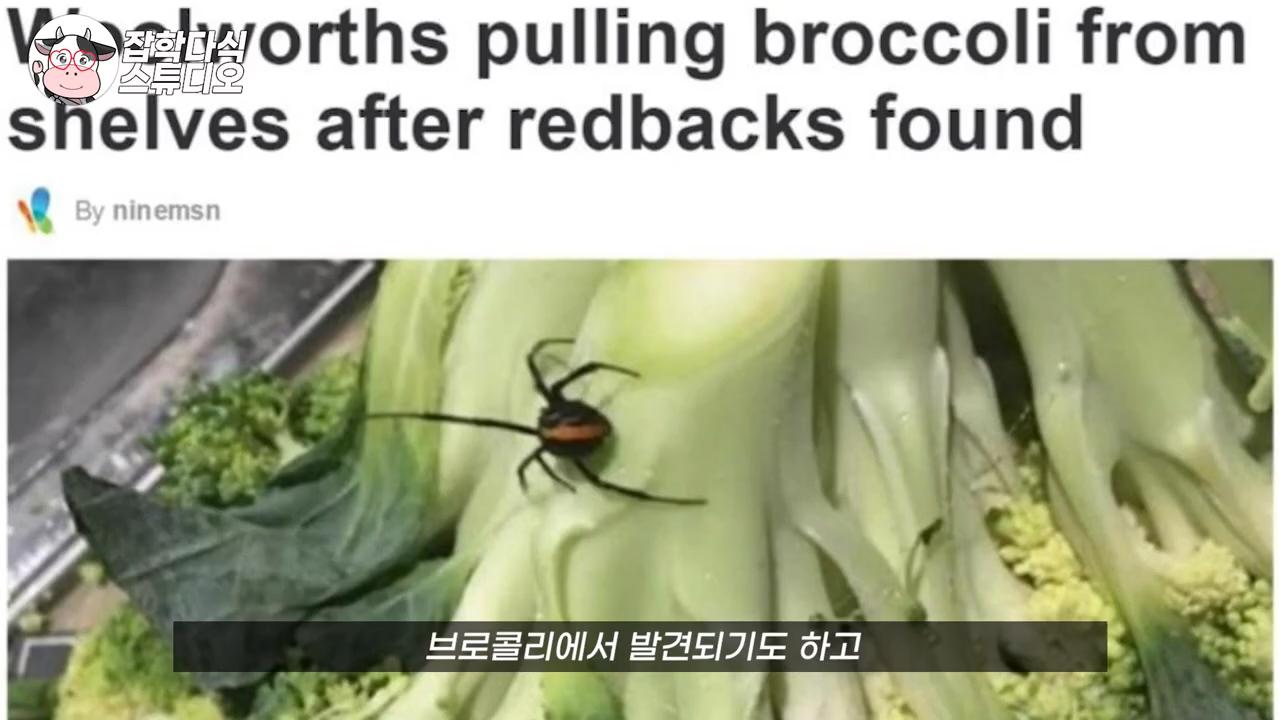 Woolworths pulling broccoli from
shelves after redbacks found
잡학다식
스튜디오
By ninemsn
브로콜리에서 발견되기도 하고